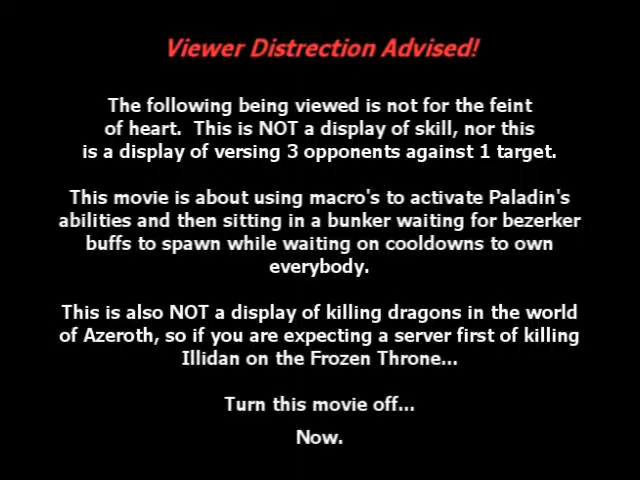 Viewer Distrection Advised!
The following being viewed is not for the feint
of heart. This is NOT a display of skill, nor this
is a display of versing 3 opponents against 1 target.
This movie is about using macro's to activate Paladin's
abilities and then sitting in a bunker waiting for bezerker
buffs to spawn while waiting on cooldowns to own
everybody.
This is also NOT a display of killing dragons in the world
of Azeroth, so if you are expecting a server first of killing
Illidan on the Frozen Throne...
Turn this movie off...
Now.